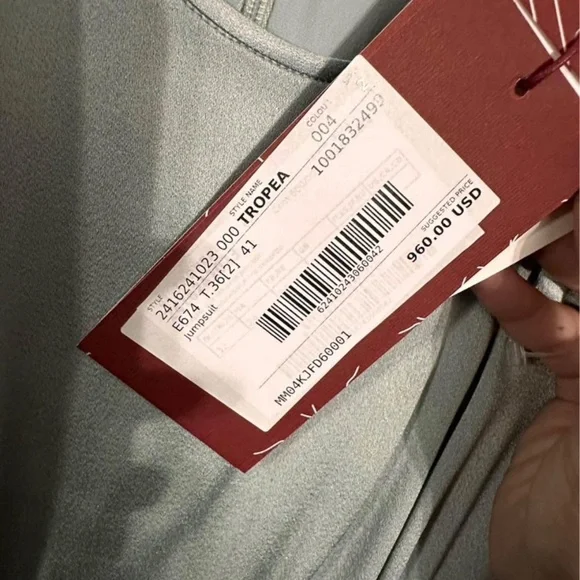 STYLE
STYLE NAME
COLOUR
2416241023 000 TROPEA
004
E674 T.36[2] 41
1001832499
Jumpsuit
62410243060042
SUGGESTED PRICE
960.00 USD
MM04KJFD60001